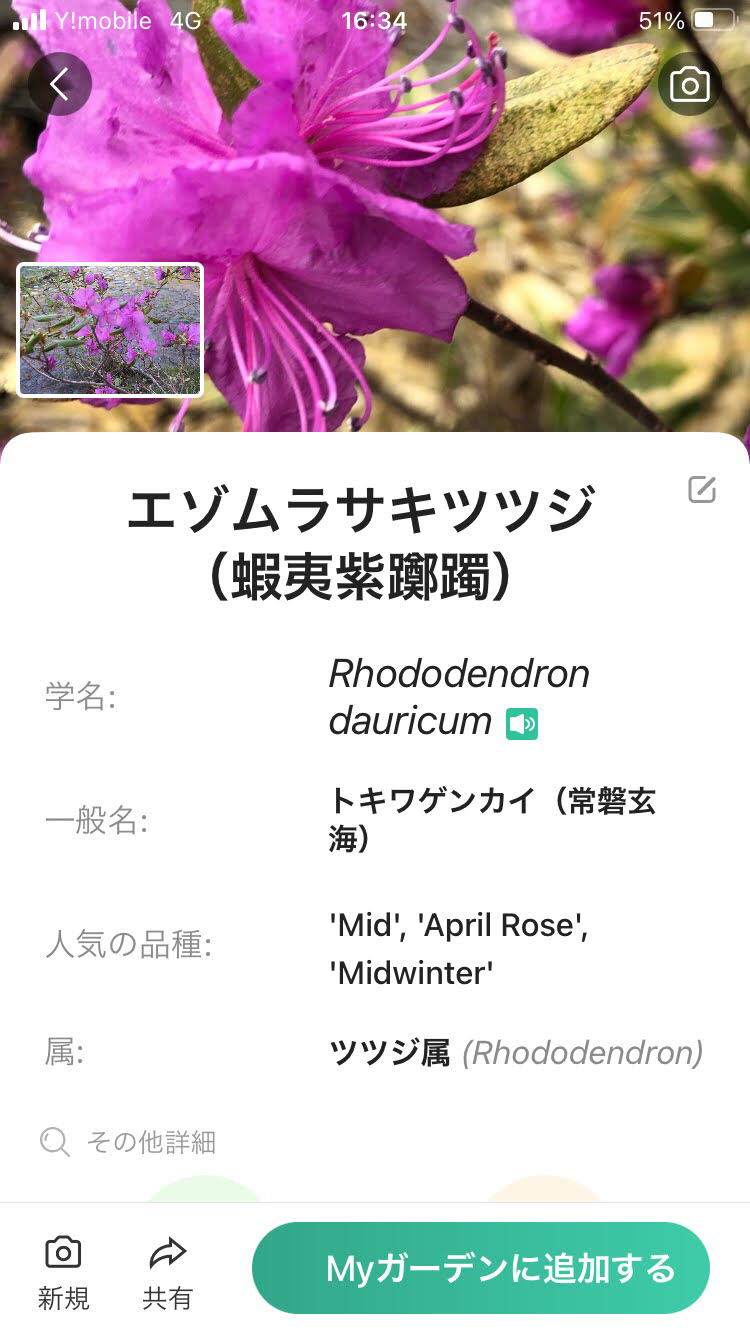 Y!mobile 4G 16:34 51%
エゾムラサキツツジ
（蝦夷紫躑躅）
学名:
Rhododendron
dauricum
一般名:
トキワゲンカイ（常磐玄
海）
人気の品種:
'Mid', 'April Rose',
'Midwinter'
属:
ツツジ属 (Rhododendron)
その他詳細
新規
共有
Myガーデンに追加する